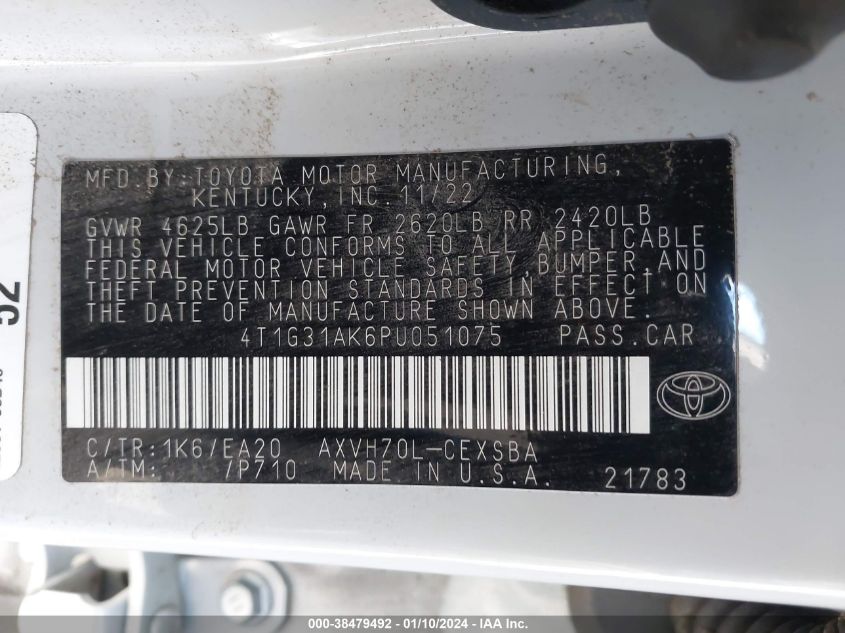 MFD.BY:TOYOTA MOTOR MANUFACTURING,
KENTUCKY,INC.11/22
GVWR 4625LB GAWR FR 2620LB RR 2420LB
THIS VEHICLE CONFORMS TO ALL APPLICABLE
FEDERAL MOTOR VEHICLE SAFETY,BUMPER,AND
THEFT PREVENTION STANDARDS IN EFFECT ON
THE DATE OF MANUFACTURE SHOWN ABOVE.
4T1G31AK6PU051075 PASS.CAR
C/TR:1K6/EA20 AXVH70L-CEXSBA
A/TM: /P710 MADE IN U.S.A. 21783
52
000-38479492 - 01/10/2024 - IAA Inc.